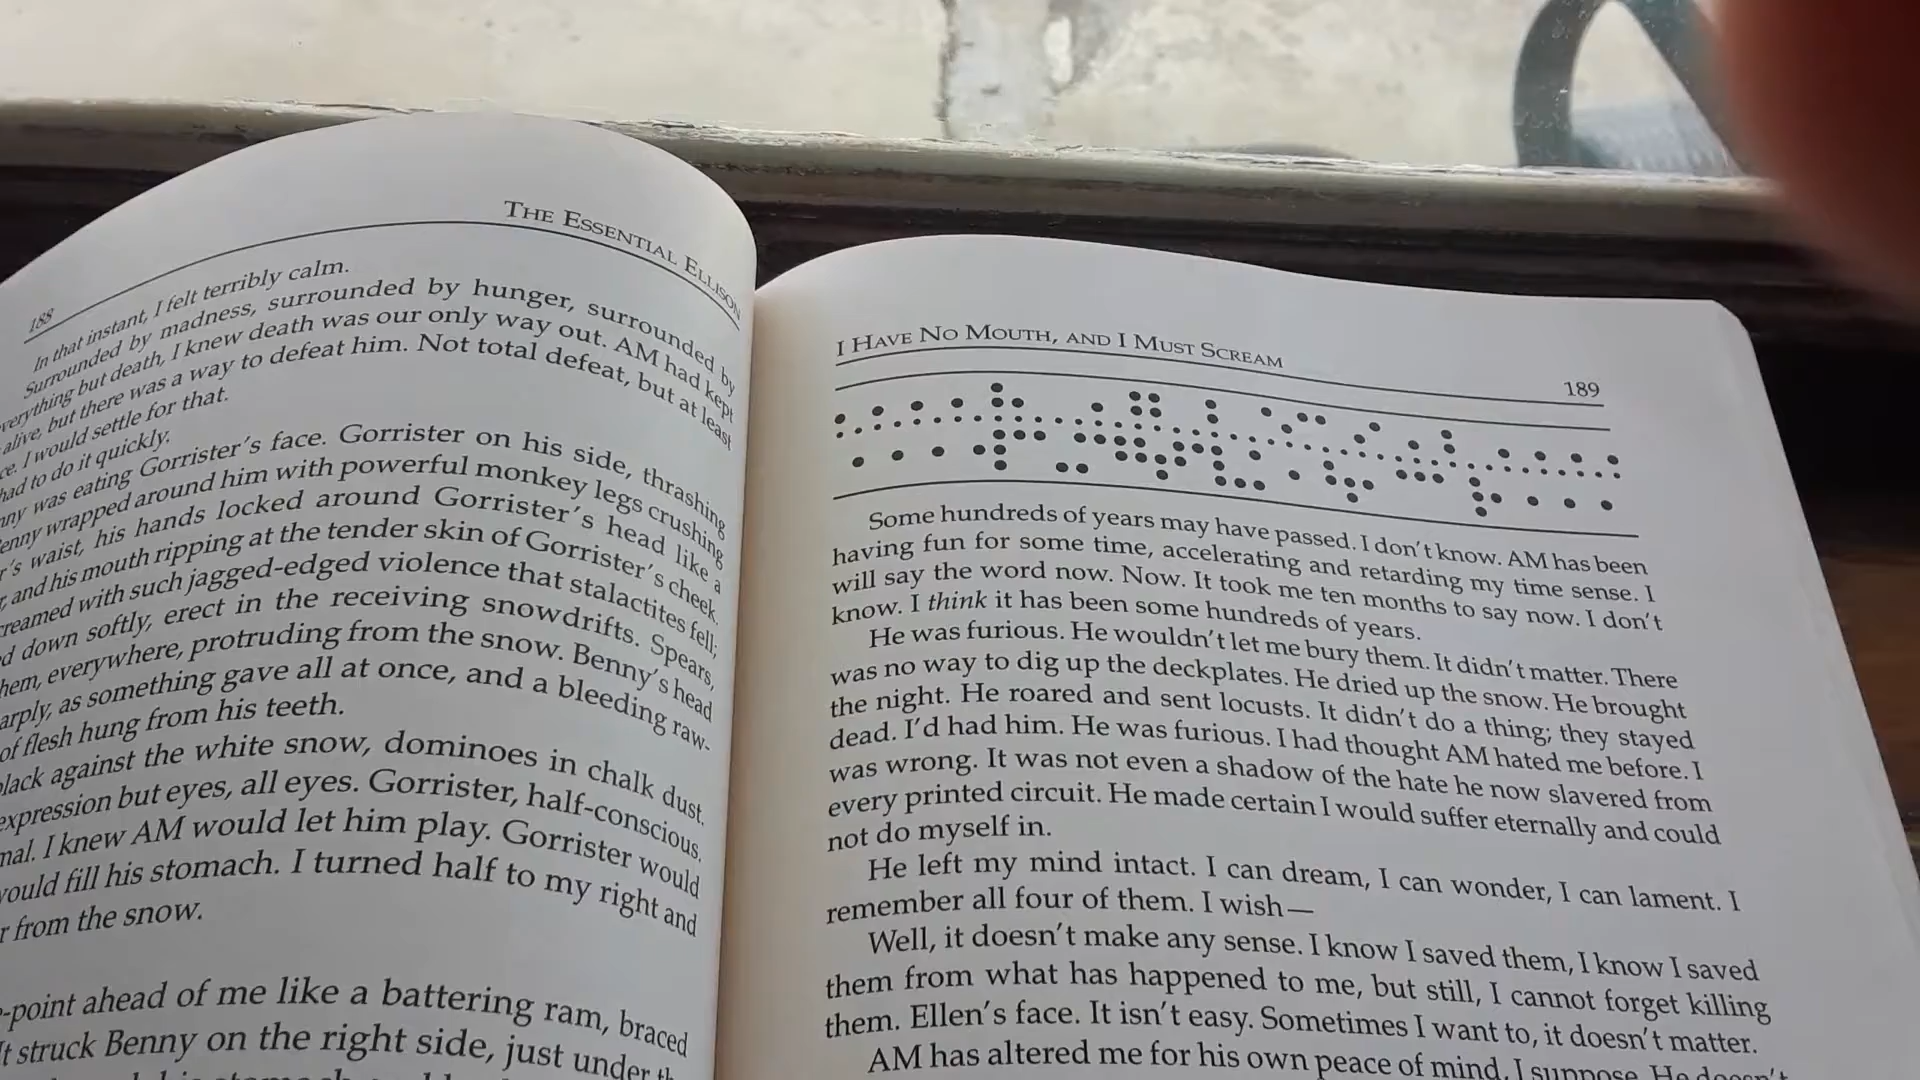 188
THE ESSENTIAL ELLISON
In that instant, I felt terribly calm.
Surrounded by madness, surrounded by hunger, surrounded by
everything but death, I knew death was our only way out. AM had kept
alive, but there was a way to defeat him. Not total defeat, but at least
ce. I would settle for that.
had to do it quickly.
nny was eating Gorrister's face. Gorrister on his side, thrashing
enny wrapped around him with powerful monkey legs crushing
r's waist, his hands locked around Gorrister's head like a
r, and his mouth ripping at the tender skin of Gorrister's cheek.
creamed with such jagged-edged violence that stalactites fell;
d down softly, erect in the receiving snowdrifts. Spears,
hem, everywhere, protruding from the snow. Benny's head
arply, as something gave all at once, and a bleeding raw-
of flesh hung from his teeth.
black against the white snow, dominoes in chalk dust.
expression but eyes, all eyes. Gorrister, half-conscious.
mal. I knew AM would let him play. Gorrister would
would fill his stomach. I turned half to my right and
r from the snow.
-point ahead of me like a battering ram, braced
It struck Benny on the right side, just under th
I HAVE NO MOUTH, AND I MUST SCREAM
189
Some hundreds of years may have passed. I don't know. AM has been
having fun for some time, accelerating and retarding my time sense. I
will say the word now. Now. It took me ten months to say now. I don't
know. I think it has been some hundreds of years.
He was furious. He wouldn't let me bury them. It didn't matter. There
was no way to dig up the deckplates. He dried up the snow. He brought
the night. He roared and sent locusts. It didn't do a thing; they stayed
dead. I'd had him. He was furious. I had thought AM hated me before. I
was wrong. It was not even a shadow of the hate he now slavered from
every printed circuit. He made certain I would suffer eternally and could
not do myself in.
He left my mind intact. I can dream, I can wonder, I can lament. I
remember all four of them. I wish—
Well, it doesn't make any sense. I know I saved them, I know I saved
them from what has happened to me, but still, I cannot forget killing
them. Ellen's face. It isn't easy. Sometimes I want to, it doesn't matter.
AM has altered me for his own peace of mind, I suppose. He doesn't